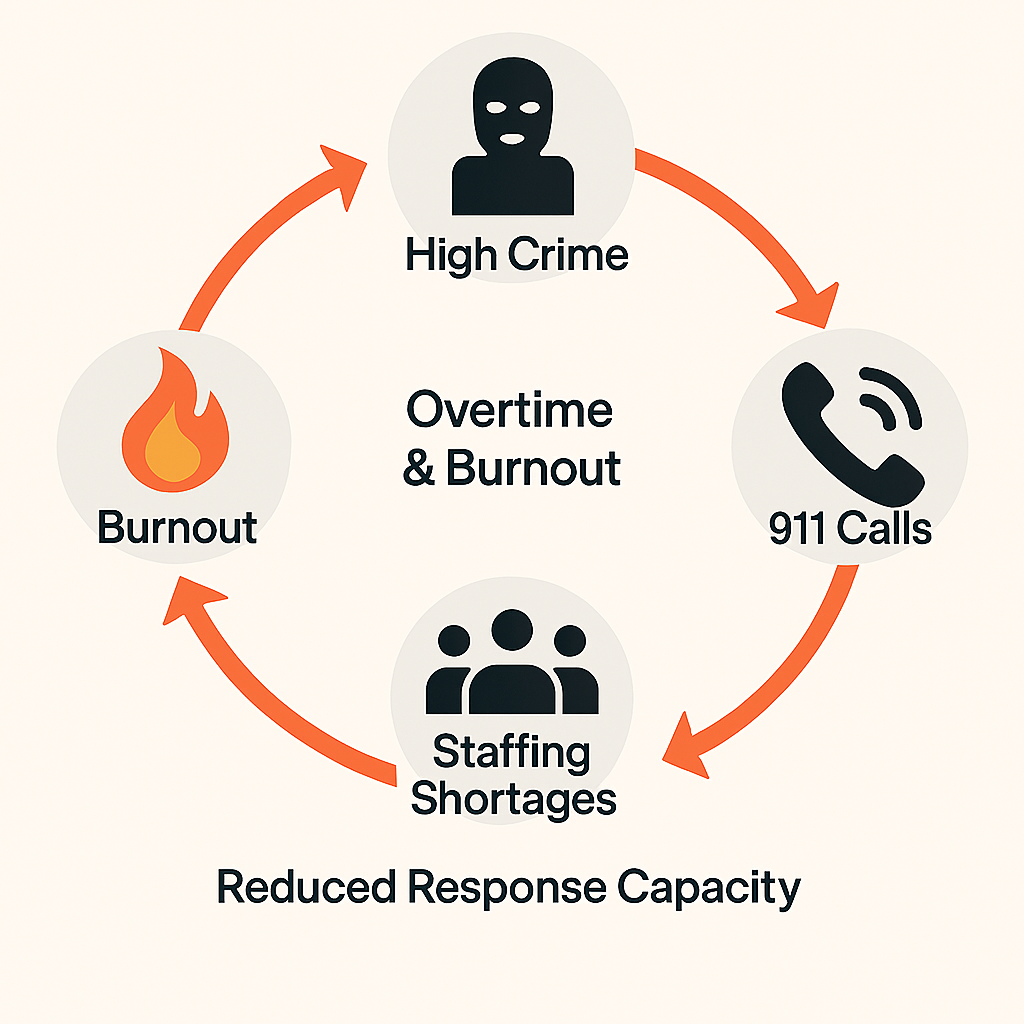 High Crime
Overtime
& Burnout
Burnout
911 Calls
Staffing
Shortages
Reduced Response Capacity